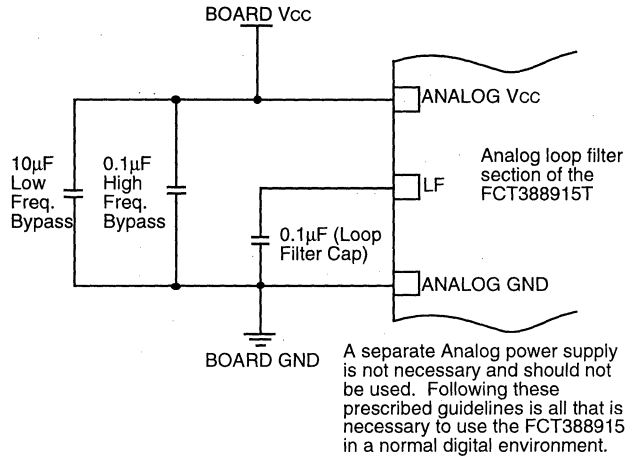 BOARD VCC
ANALOG VCC
10µF
Low
Freq.
Bypass
0.1µF
High
Freq.
Bypass
LF
Analog loop filter
section of the
FCT388915T
0.1µF (Loop
Filter Cap)
ANALOG GND
BOARD GND
A separate Analog power supply
is not necessary and should not
be used. Following these
prescribed guidelines is all that is
necessary to use the FCT388915
in a normal digital environment.